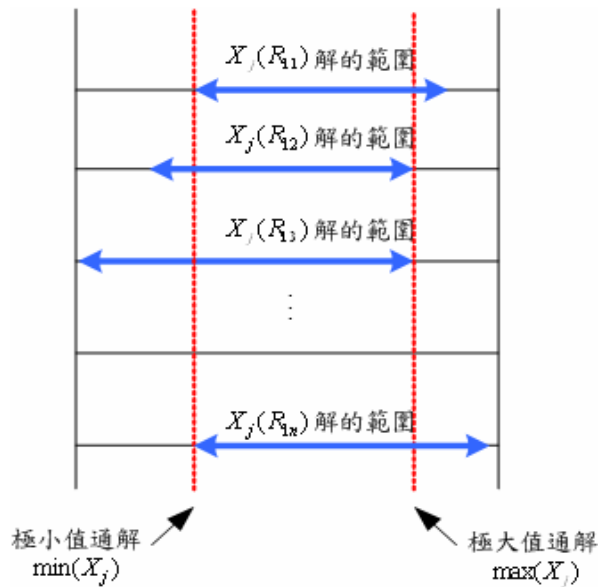 X_j(R_11)解的範圍
X_j(R_12)解的範圍
X_j(R_13)解的範圍
⋮
X_j(R_1n)解的範圍
極小值通解
min(X_j)
極大值通解
max(X_j)